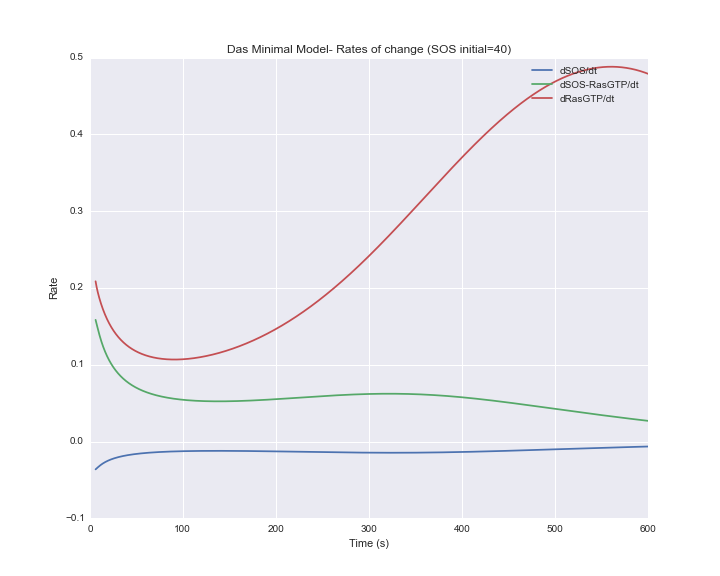 Das Minimal Model- Rates of change (SOS initial=40)
dSOS/dt
dSOS-RasGTP/dt
dRasGTP/dt
0.5
0.4
0.3
0.2
0.1
0.0
−0.1
Rate
0 100 200 300 400 500 600
Time (s)